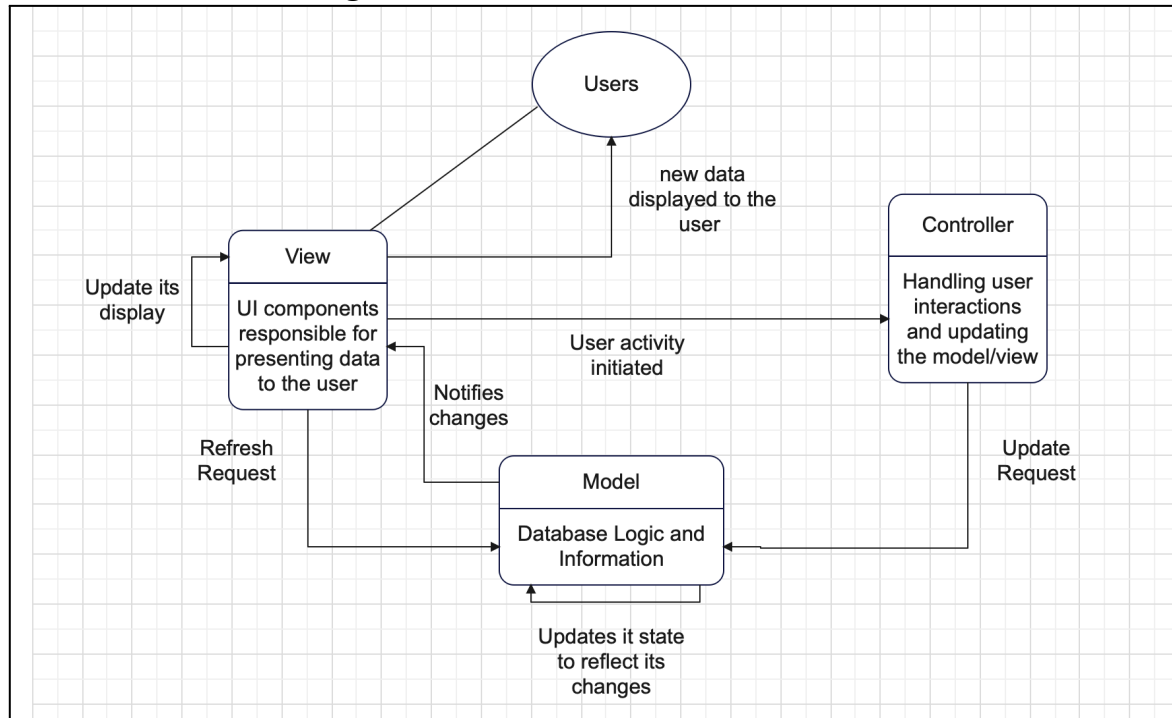 Users
new data
displayed to the
user
Controller
Handling user
interactions
and updating
the model/view
View
UI components
responsible for
presenting data
to the user
Update its
display
User activity
initiated
Notifies
changes
Refresh
Request
Update
Request
Model
Database Logic and
Information
Updates it state
to reflect its
changes